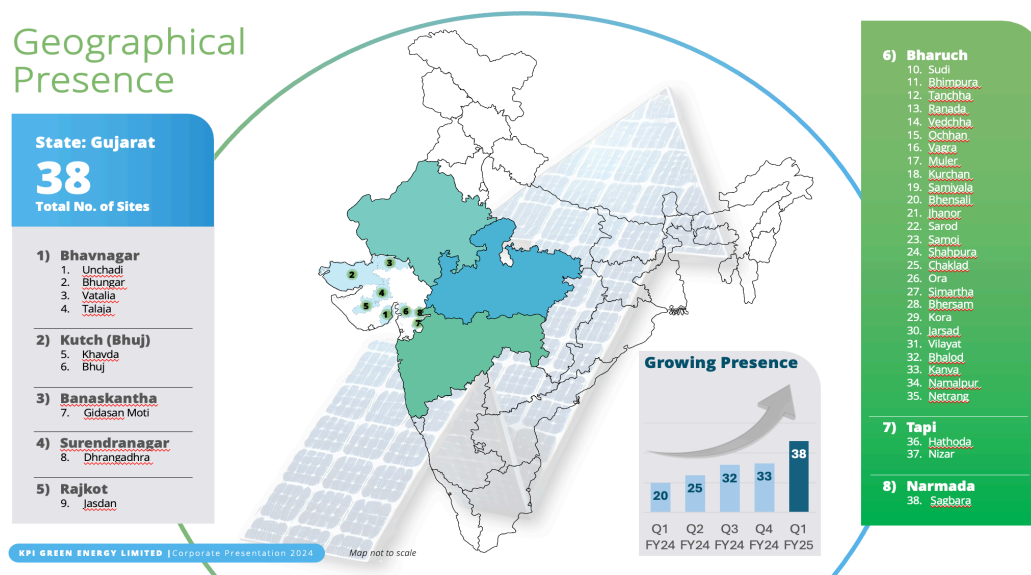 Geographical
Presence
State: Gujarat
38
Total No. of Sites
1) Bhavnagar
1. Unchadi
2. Bhungar
3. Vatalia
4. Talaja
2) Kutch (Bhuj)
5. Khavda
6. Bhuj
3) Banaskantha
7. Gidasan Moti
4) Surendranagar
8. Dhrangadhra
5) Rajkot
9. Jasdan
3
2
4
5
1
6
8
7
Growing Presence
20
25
32
33
38
Q1 Q2 Q3 Q4 Q1
FY24 FY24 FY24 FY24 FY25
6) Bharuch
10. Sudi
11. Bhimpura
12. Tanchha
13. Ranada
14. Vedchha
15. Ochhan
16. Vagra
17. Muler
18. Kurchan
19. Samiyala
20. Bhensali
21. Jhanor
22. Sarod
23. Samoj
24. Shahpura
25. Chaklad
26. Ora
27. Simartha
28. Bhersam
29. Kora
30. Jarsad
31. Vilayat
32. Bhalod
33. Kanva
34. Namalpur
35. Netrang
7) Tapi
36. Hathoda
37. Nizar
8) Narmada
38. Sagbara
KPI GREEN ENERGY LIMITED |Corporate Presentation 2024
Map not to scale